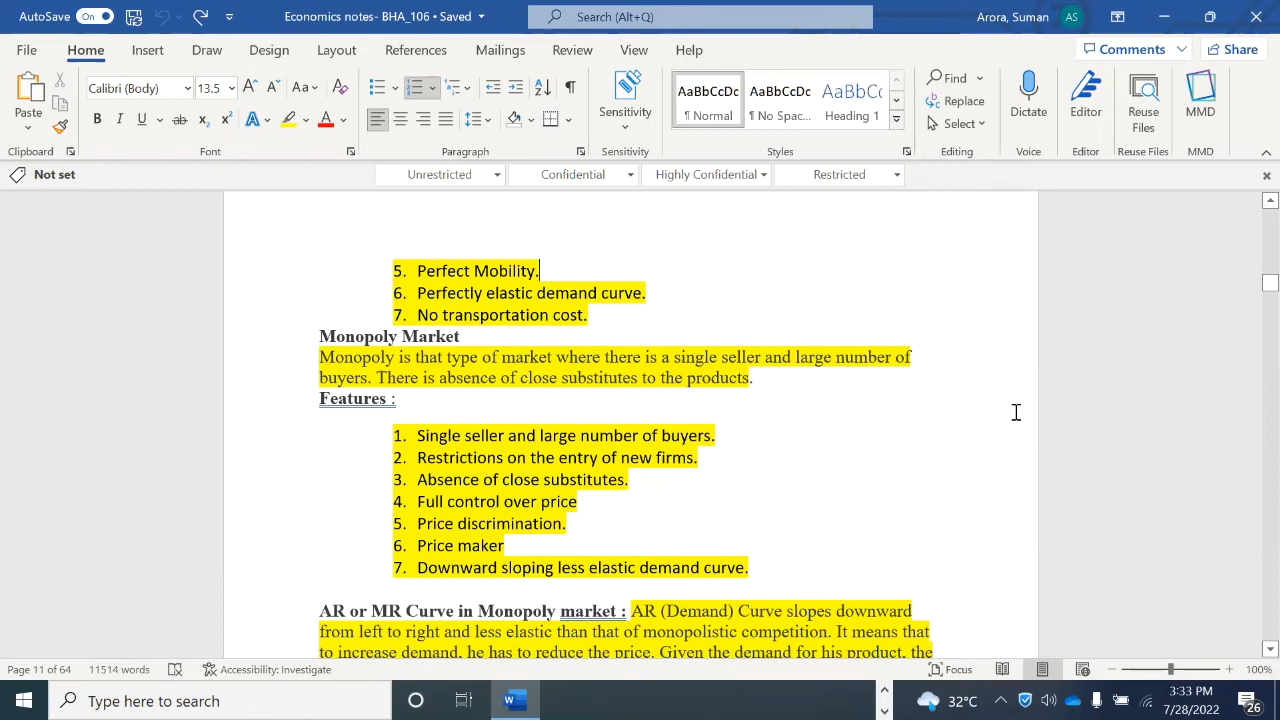 AutoSave On Economics notes- BHA_106 • Saved Search (Alt+Q) Arora, Suman AS
File Home Insert Draw Design Layout References Mailings Review View Help Comments Share
Calibri (Body) 13.5 Aa AaBbCcDc AaBbCcDc AaBbCc Find
Paste B I U ab x₂ x² A A ¶ Normal ¶ No Spac... Heading 1 Replace
Select Sensitivity Dictate Editor Reuse Files MMD
Clipboard Font Paragraph Sensitivity Styles Editing Voice Editor Reuse Files MMD
Not set Unrestricted Confidential Highly Confidential Restricted
5. Perfect Mobility.
6. Perfectly elastic demand curve.
7. No transportation cost.
Monopoly Market
Monopoly is that type of market where there is a single seller and large number of
buyers. There is absence of close substitutes to the products.
Features :
1. Single seller and large number of buyers.
2. Restrictions on the entry of new firms.
3. Absence of close substitutes.
4. Full control over price
5. Price discrimination.
6. Price maker
7. Downward sloping less elastic demand curve.
AR or MR Curve in Monopoly market : AR (Demand) Curve slopes downward
from left to right and less elastic than that of monopolistic competition. It means that
to increase demand, he has to reduce the price. Given the demand for his product, the
Page 11 of 64 11514 words Accessibility: Investigate Focus 100%
Type here to search 32°C 3:33 PM
7/28/2022 26